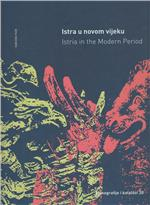 Istra u novom vijeku
Istria in the Modern Period
Monografije i katalozi 30